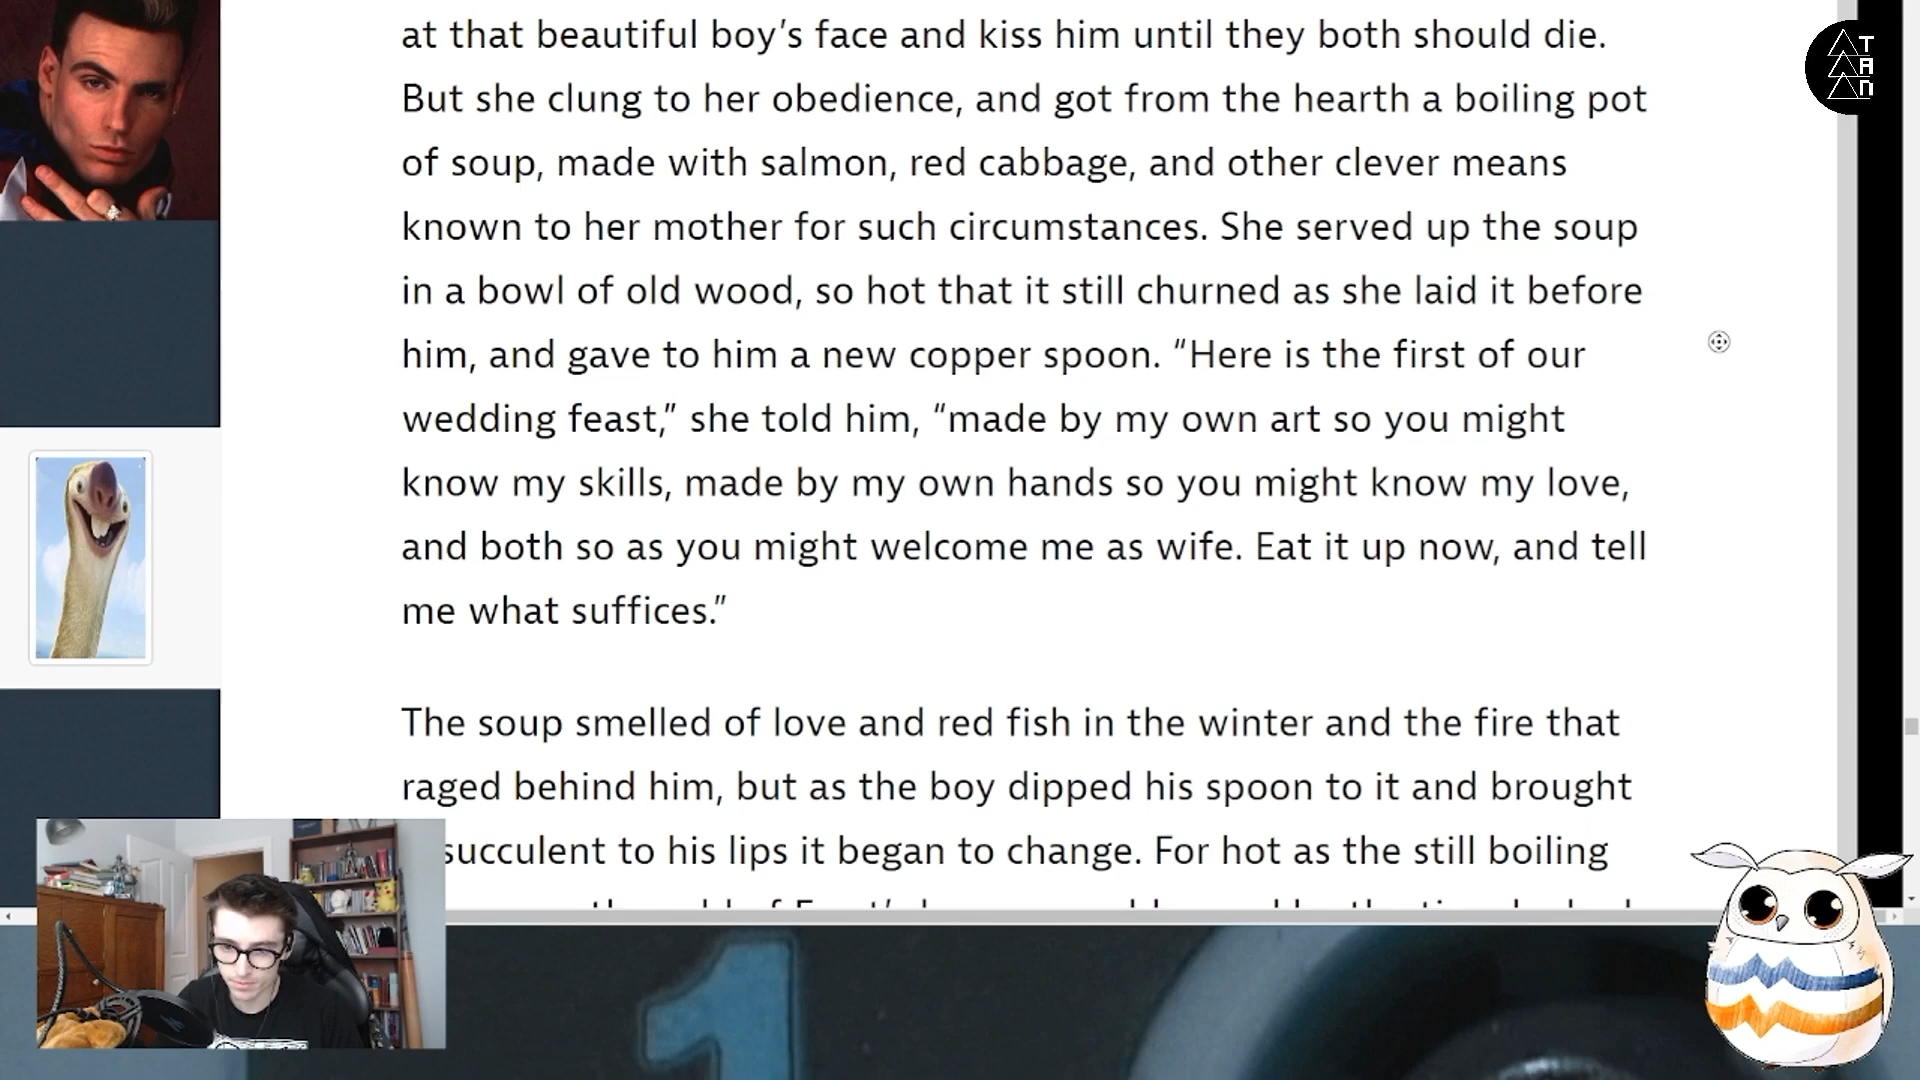 at that beautiful boy’s face and kiss him until they both should die.
But she clung to her obedience, and got from the hearth a boiling pot
of soup, made with salmon, red cabbage, and other clever means
known to her mother for such circumstances. She served up the soup
in a bowl of old wood, so hot that it still churned as she laid it before
him, and gave to him a new copper spoon. “Here is the first of our
wedding feast,” she told him, “made by my own art so you might
know my skills, made by my own hands so you might know my love,
and both so as you might welcome me as wife. Eat it up now, and tell
me what suffices.”
The soup smelled of love and red fish in the winter and the fire that
raged behind him, but as the boy dipped his spoon to it and brought
succulent to his lips it began to change. For hot as the still boiling
TAN
1